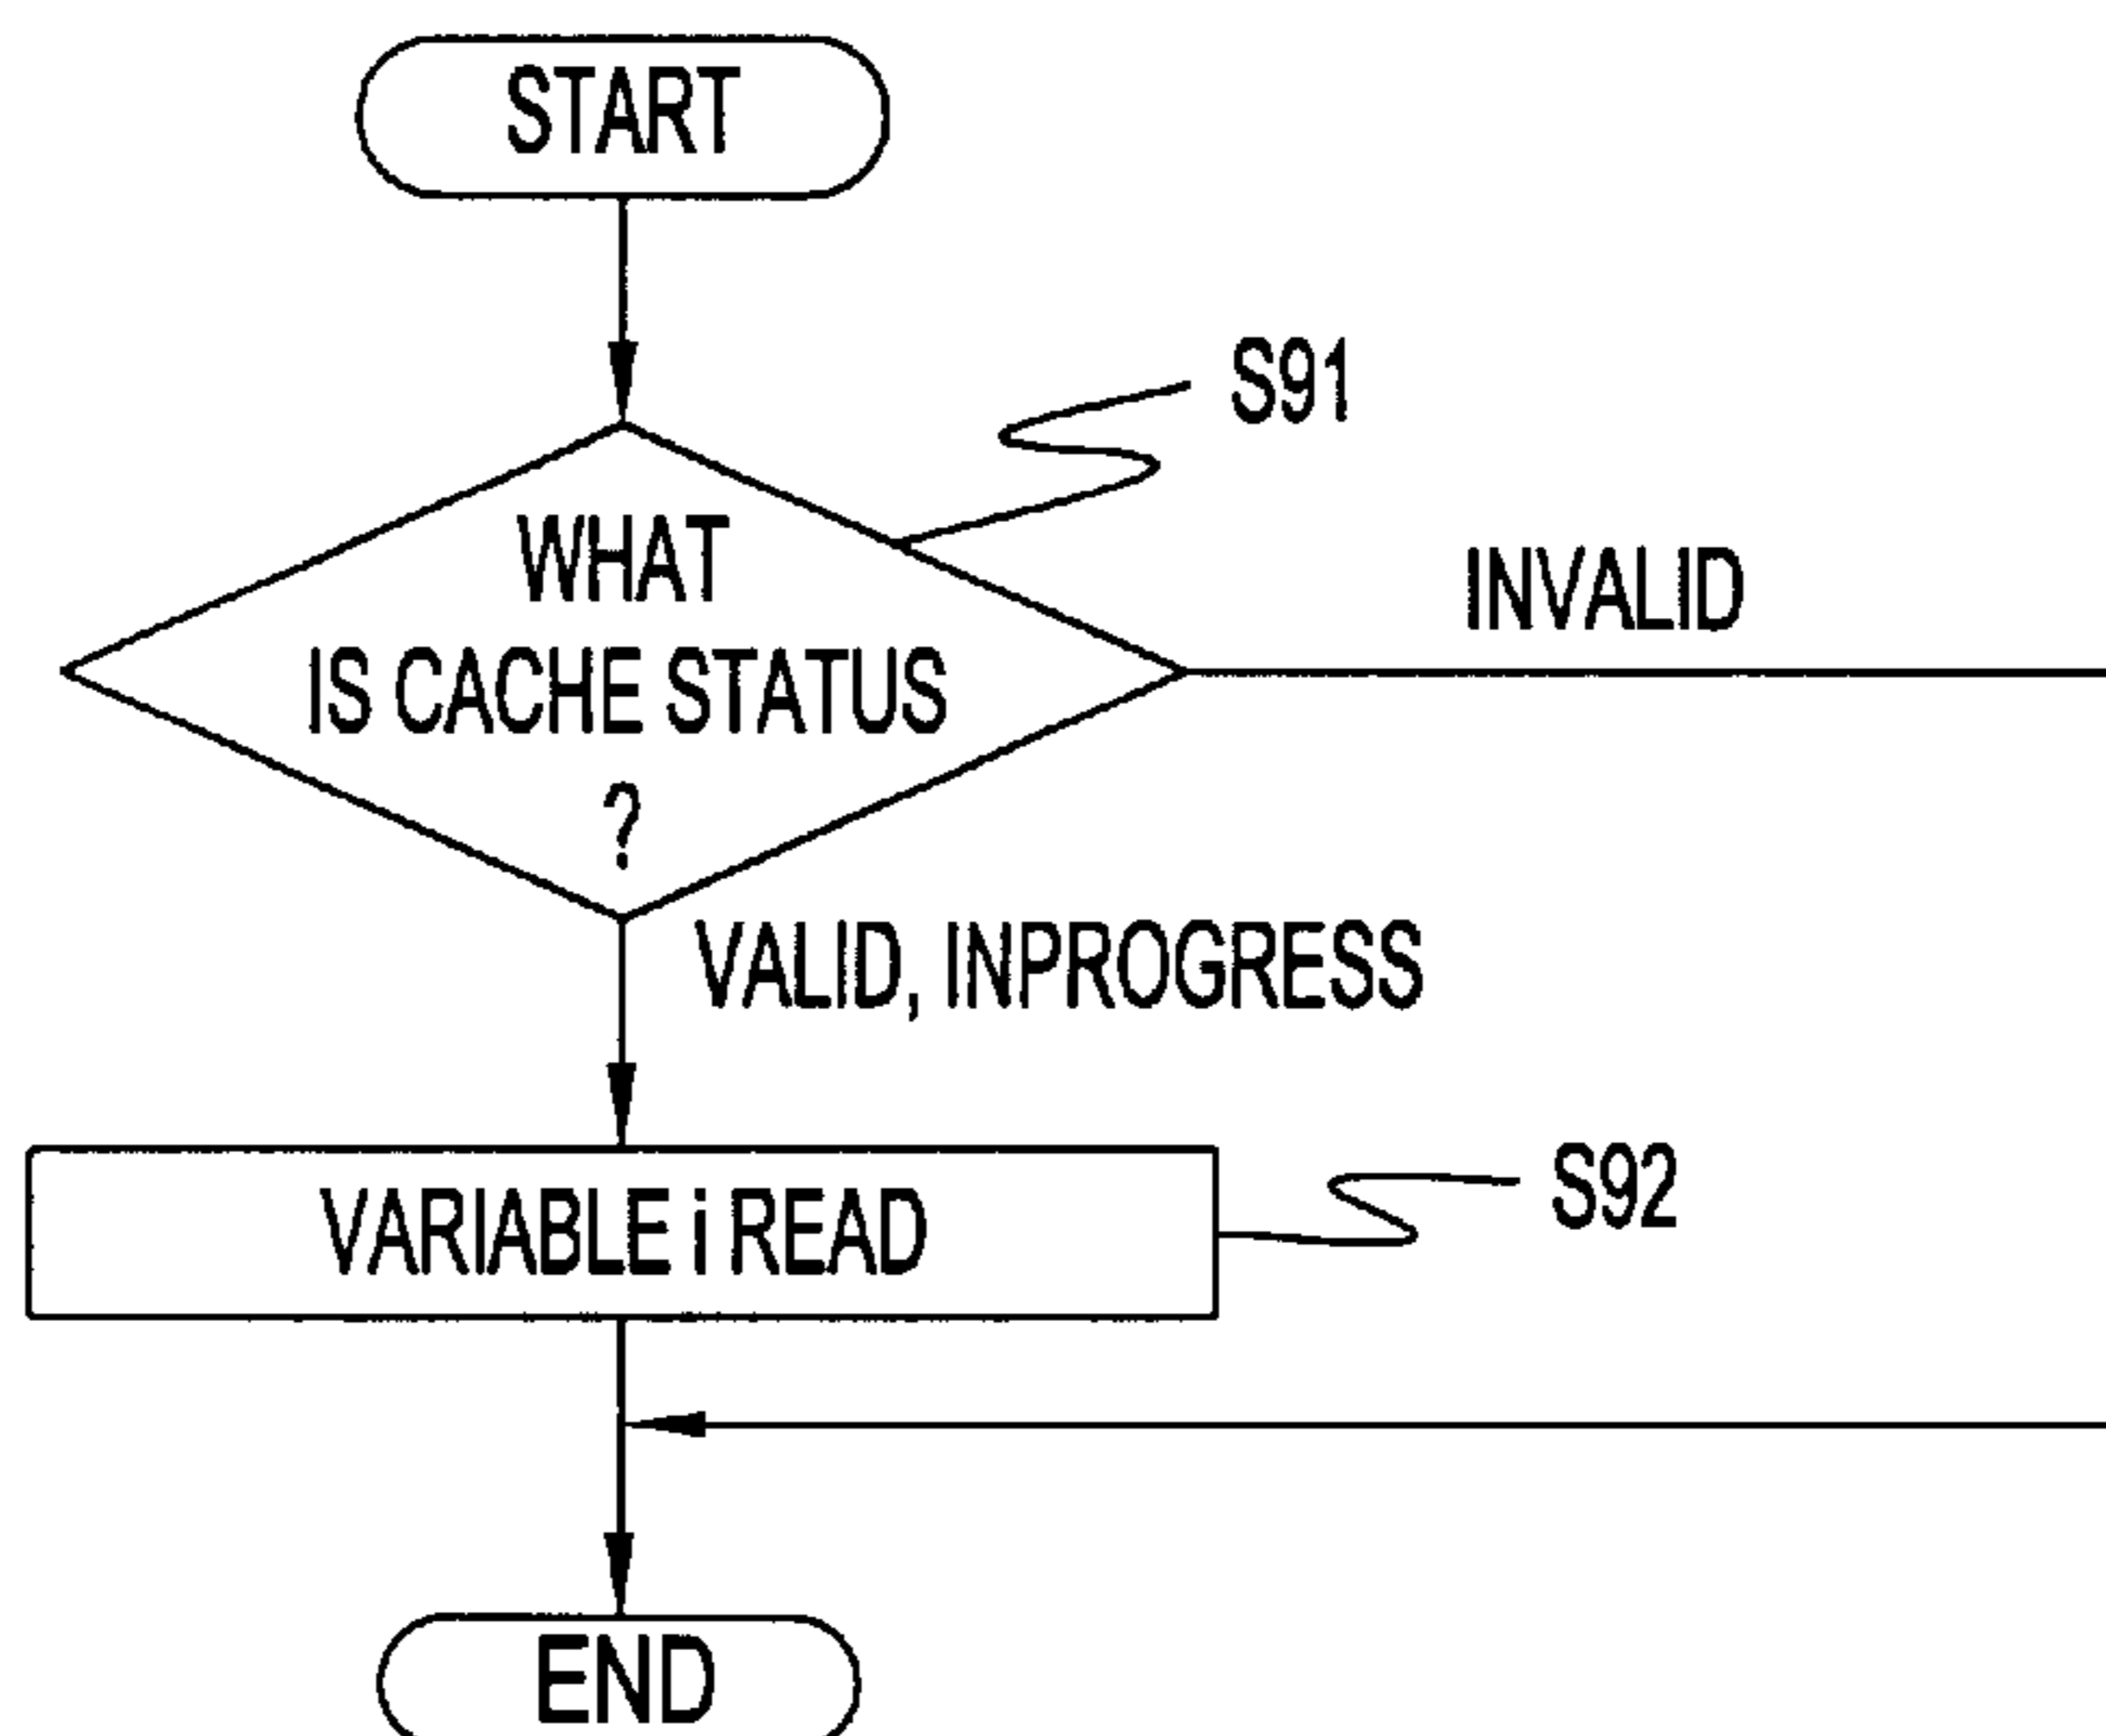 START
S91
WHAT
IS CACHE STATUS
?
INVALID
VALID, INPROGRESS
VARIABLE i READ
S92
END